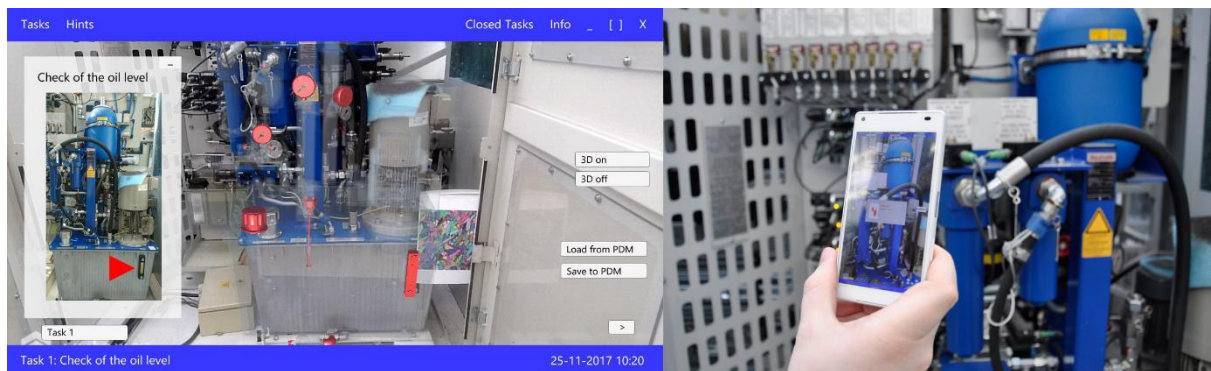 Tasks Hints Closed Tasks Info _ [ ] X
Check of the oil level –
3D on
3D off
Load from PDM
Save to PDM
>
Task 1
Task 1: Check of the oil level 25-11-2017 10:20